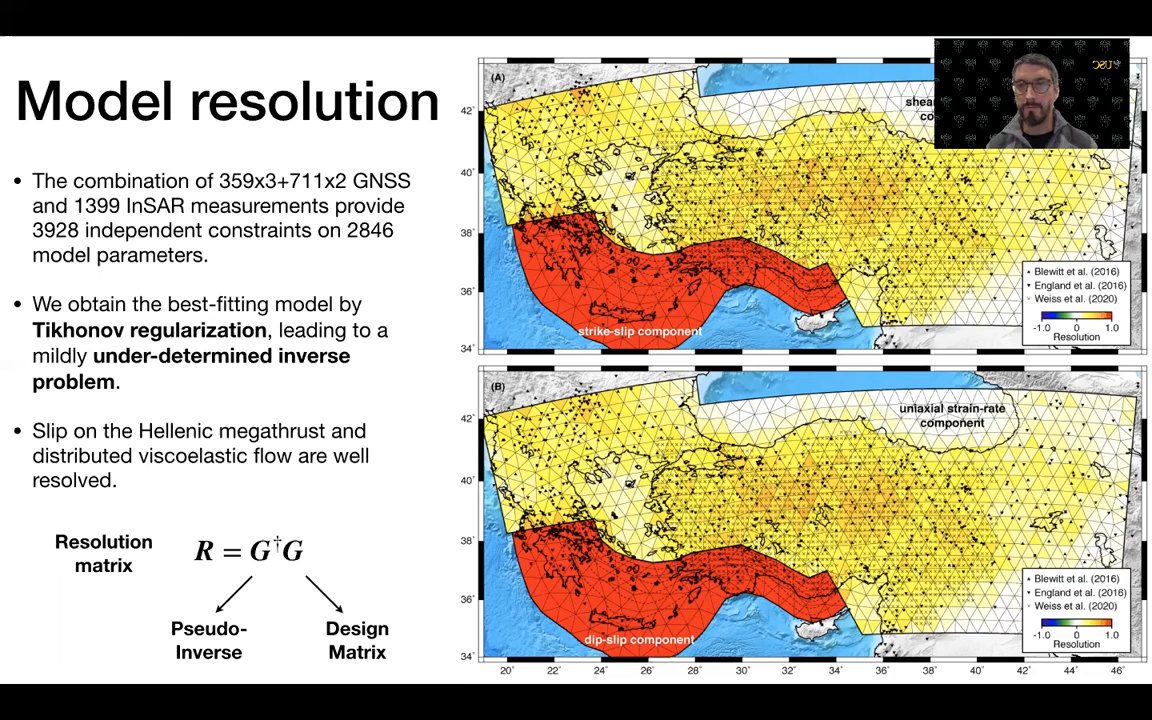 Model resolution
• The combination of 359x3+711x2 GNSS
and 1399 InSAR measurements provide
3928 independent constraints on 2846
model parameters.
• We obtain the best-fitting model by
Tikhonov regularization, leading to a
mildly under-determined inverse
problem.
• Slip on the Hellenic megathrust and
distributed viscoelastic flow are well
resolved.
Resolution
matrix
R = G†G
Pseudo-
Inverse
Design
Matrix
(A)
42°
40°
38°
36°
34°
strike-slip component
Blewitt et al. (2016)
England et al. (2016)
Weiss et al. (2020)
-1.0 0 1.0
Resolution
(B)
uniaxial strain-rate
component
42°
40°
38°
36°
34°
dip-slip component
Blewitt et al. (2016)
England et al. (2016)
Weiss et al. (2020)
-1.0 0 1.0
Resolution
20° 22° 24° 26° 28° 30° 32° 34° 36° 38° 40° 42° 44° 46°